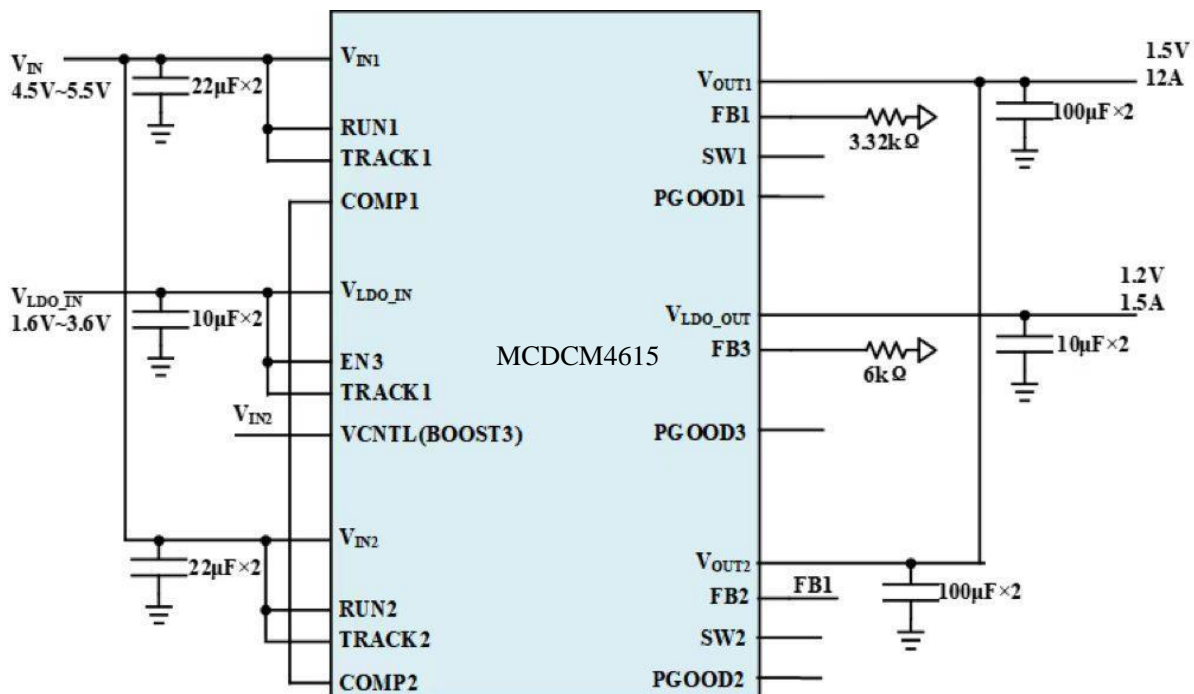 V_IN
4.5V~5.5V
22μF×2
V_IN1
RUN1
TRACK1
COMP1
V_LDO_IN
1.6V~3.6V
10μF×2
V_LDO_IN
EN3
TRACK1
V_IN2
VCNTL(BOOST3)
22μF×2
V_IN2
RUN2
TRACK2
COMP2
MCDCM4615
V_OUT1
FB1
3.32kΩ
SW1
PGOOD1
1.5V
12A
100μF×2
V_LDO_OUT
FB3
6kΩ
PGOOD3
1.2V
1.5A
10μF×2
V_OUT2
FB2
FB1
SW2
PGOOD2
100μF×2